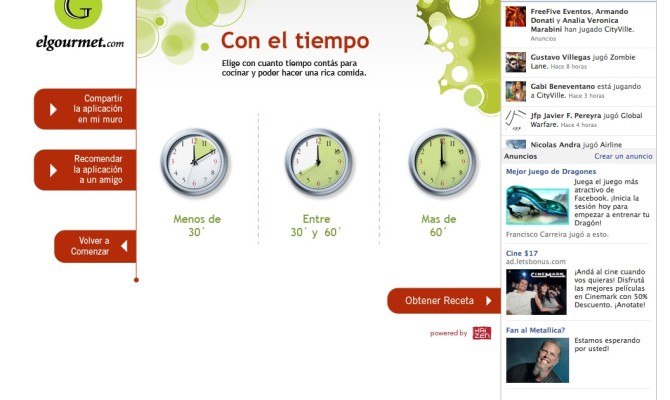 G
elgourmet.com
Con el tiempo
Elige con cuanto tiempo contás para
cocinar y poder hacer una rica comida.
Compartir
la aplicación
en mi muro
Recomendar
la aplicación
a un amigo
Volver a
Comenzar
Menos de
30´
Entre
30´ y 60´
Mas de
60´
Obtener Receta
powered by
FreeFive Events, Armando
Donati y Analia Veronica
Marabini han jugado CityVille.
Anuncios
Gustavo Villegas jugó Zombie
Lane. Hace 8 horas
Gabi Beneventano está jugando
a CityVille. Hace 3 horas
Jfp Javier F. Pereyra jugó Global
Warfare. Hace 4 horas
Nicolas Andra jugó Airline
Anuncios Crear un anuncio
Mejor juego de Dragones
Juega el juego más
atractivo de
Facebook. ¡Inicia la
sesión hoy para
empezar a entrenar tu
Dragón!
Francisco Carreira jugó a esto.
Cine $17
ad.letsbonus.com
CINEMARK
¡Andá al cine cuando
vos quieras! Disfrutá
las mejores películas
en Cinemark con 50%
Descuento. ¡Anotate!
Fan al Metallica?
Estamos esperando
por usted!